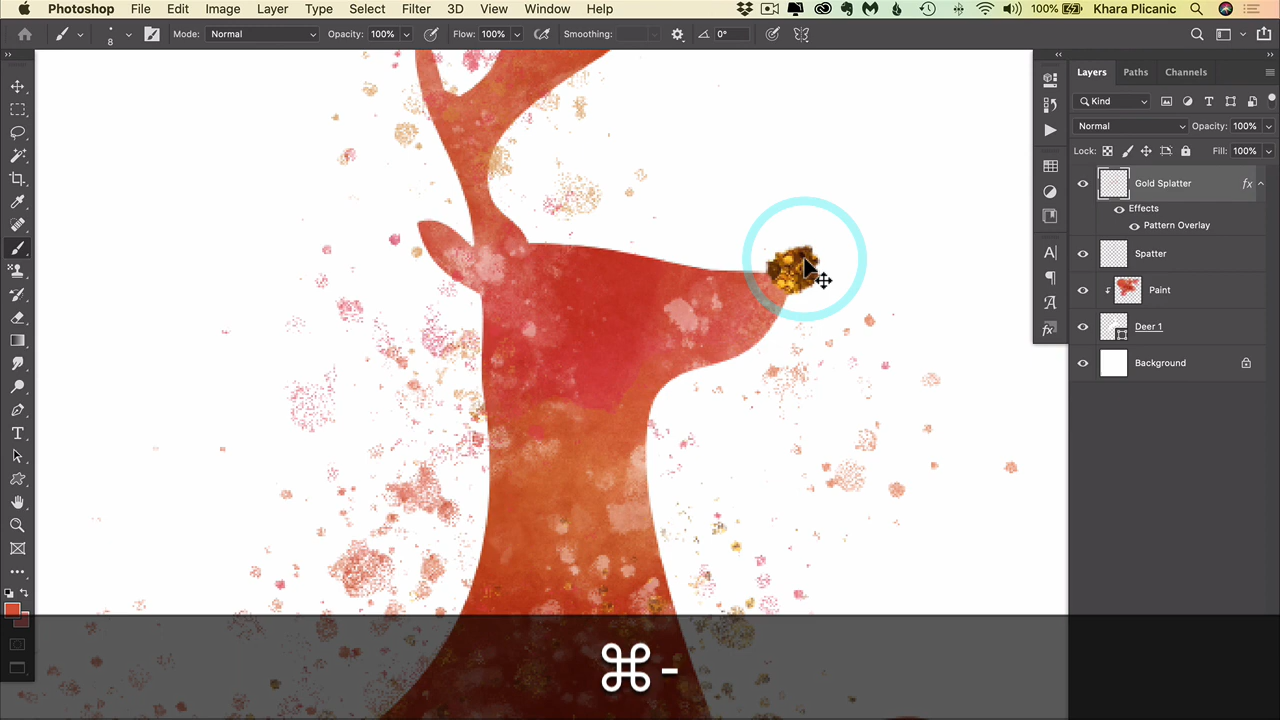 Photoshop File Edit Image Layer Type Select Filter 3D View Window Help 100% Khara Plicanic
8 Mode: Normal Opacity: 100% Flow: 100% Smoothing: 0°
Layers Paths Channels
Kind
Normal Opacity: 100%
Lock: Fill: 100%
Gold Splatter fx
Effects
Pattern Overlay
Spatter
Paint
Deer 1
Background
⌘ -